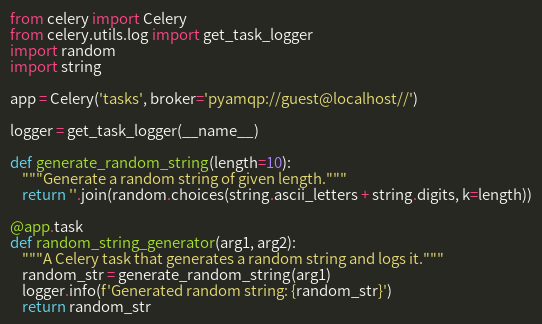 from celery import Celery
from celery.utils.log import get_task_logger
import random
import string

app = Celery('tasks', broker='pyamqp://guest@localhost//')

logger = get_task_logger(__name__)

def generate_random_string(length=10):
    """Generate a random string of given length."""
    return ''.join(random.choices(string.ascii_letters + string.digits, k=length))

@app.task
def random_string_generator(arg1, arg2):
    """A Celery task that generates a random string and logs it."""
    random_str = generate_random_string(arg1)
    logger.info(f'Generated random string: {random_str}')
    return random_str